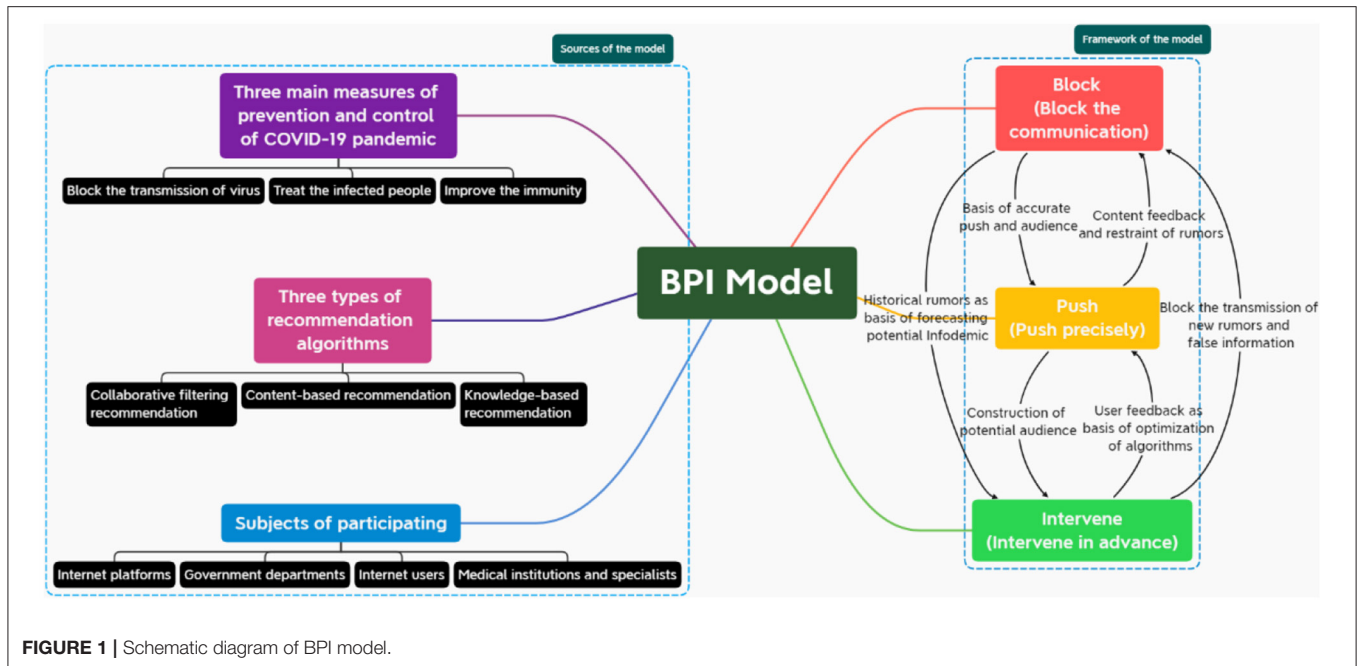 Sources of the model
Three main measures of
prevention and control
of COVID-19 pandemic
Block the transmission of virus
Treat the infected people
Improve the immunity
Three types of
recommendation
algorithms
Collaborative filtering
recommendation
Content-based recommendation
Knowledge-based
recommendation
Subjects of participating
Internet platforms
Government departments
Internet users
Medical institutions and specialists
BPI Model
Framework of the model
Block
(Block the
communication)
Basis of accurate
push and audience
Content feedback
and restraint of rumors
Historical rumors as
basis of forecasting
potential Infodemic
Push
(Push precisely)
Block the transmission of
new rumors and
false information
Construction of
potential audience
User feedback as
basis of optimization
of algorithms
Intervene
(Intervene in advance)
FIGURE 1 | Schematic diagram of BPI model.